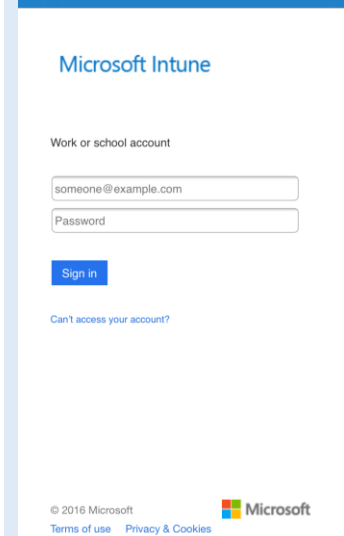 Microsoft Intune
Work or school account
someone@example.com
Password
Sign in
Can't access your account?
© 2016 Microsoft
Microsoft
Terms of use Privacy & Cookies